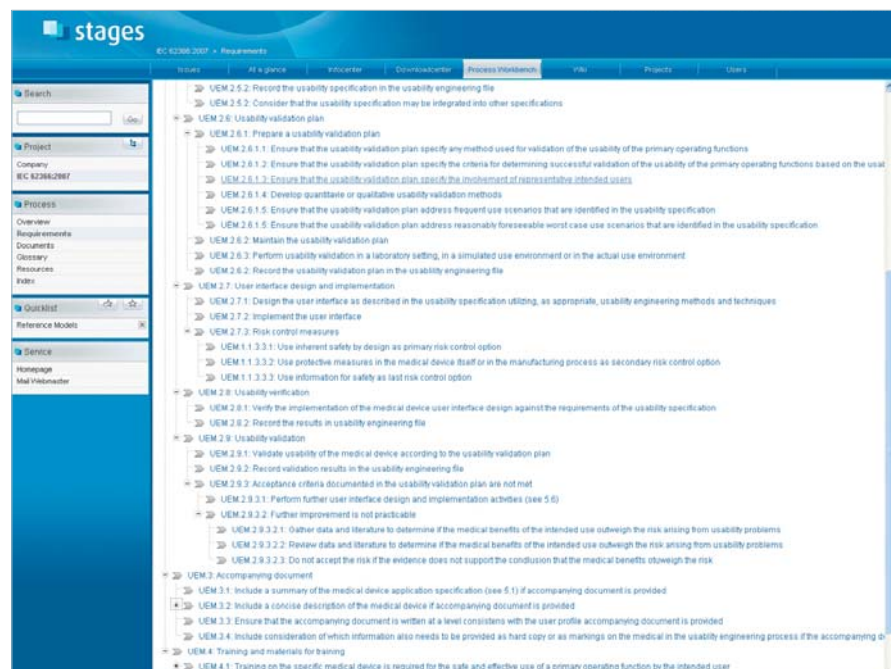 stages
IEC 62366:2007 » Requirements
Issues At a glance Infocenter Downloadcenter Process Workbench Wiki Projects Users
Search
Go
Project
Company
IEC 62366:2007
Process
Overview
Requirements
Documents
Glossary
Resources
Index
Quicklist
Reference Models
Service
Homepage
Mail Webmaster
UEM.2.5.2: Record the usability specification in the usability engineering file
UEM.2.5.2: Consider that the usability specification may be integrated into other specifications
UEM.2.6: Usability validation plan
UEM.2.6.1: Prepare a usability validation plan
UEM.2.6.1.1: Ensure that the usability validation plan specify any method used for validation of the usability of the primary operating functions
UEM.2.6.1.2: Ensure that the usability validation plan specify the criteria for determining successful validation of the usability of the primary operating functions based on the usab
UEM.2.6.1.3: Ensure that the usability validation plan specify the involvement of representative intended users
UEM.2.6.1.4: Develop quantitavie or qualitative usability validation methods
UEM.2.6.1.5: Ensure that the usability validation plan address frequent use scenarios that are identified in the usability specification
UEM.2.6.1.5: Ensure that the usability validation plan address reasonably foreseeable worst case use scenarios that are identified in the usability specification
UEM.2.6.2: Maintain the usability validation plan
UEM.2.6.3: Perform usability validation in a laboratory setting, in a simulated use environment or in the actual use environment
UEM.2.6.2: Record the usability validation plan in the usability engineering file
UEM.2.7: User interface design and implementation
UEM.2.7.1: Design the user interface as described in the usability specification utilizing, as appropriate, usability engineering methods and techniques
UEM.2.7.2: Implement the user interface
UEM.2.7.3: Risk control measures
UEM.1.1.3.3.1: Use inherent safety by design as primary risk control option
UEM.1.1.3.3.2: Use protective measures in the medical device itself or in the manufacturing process as secondary risk control option
UEM.1.1.3.3.3: Use information for safety as last risk control option
UEM.2.8: Usability verification
UEM.2.8.1: Verify the implementation of the medical device user interface design against the requirements of the usability specification
UEM.2.8.2: Record the results in usability engineering file
UEM.2.9: Usability validation
UEM.2.9.1: Validate usability of the medical device according to the usability validation plan
UEM.2.9.2: Record validation results in the usability engineering file
UEM.2.9.3: Acceptance criteria documented in the usability validation plan are not met
UEM.2.9.3.1: Perform further user interface design and implementation activities (see 5.6)
UEM.2.9.3.2: Further improvement is not practicable
UEM.2.9.3.2.1: Gather data and literature to determine if the medical benefits of the intended use outweigh the risk arising from usability problems
UEM.2.9.3.2.2: Review data and literature to determine if the medical benefits of the intended use outweigh the risk arising from usability problems
UEM.2.9.3.2.3: Do not accept the risk if the evidence does not support the condlusion that the medical benefits otuweigh the risk
UEM.3: Accompanying document
UEM.3.1: Include a summary of the medical device application specification (see 5.1) if accompanying document is provided
UEM.3.2: Include a concise description of the medical device if accompanying document is provided
UEM.3.3: Ensure that the accompanying document is written at a level consistens with the user profile accompanying document is provided
UEM.3.4: Include consideration of which information also needs to be provided as hard copy or as markings on the medical in the usability engineering process if the accompanying d
UEM.4: Training and materials for training
UEM.4.1: Training on the specific medical device is required for the safe and effective use of a primary operating function by the intended user